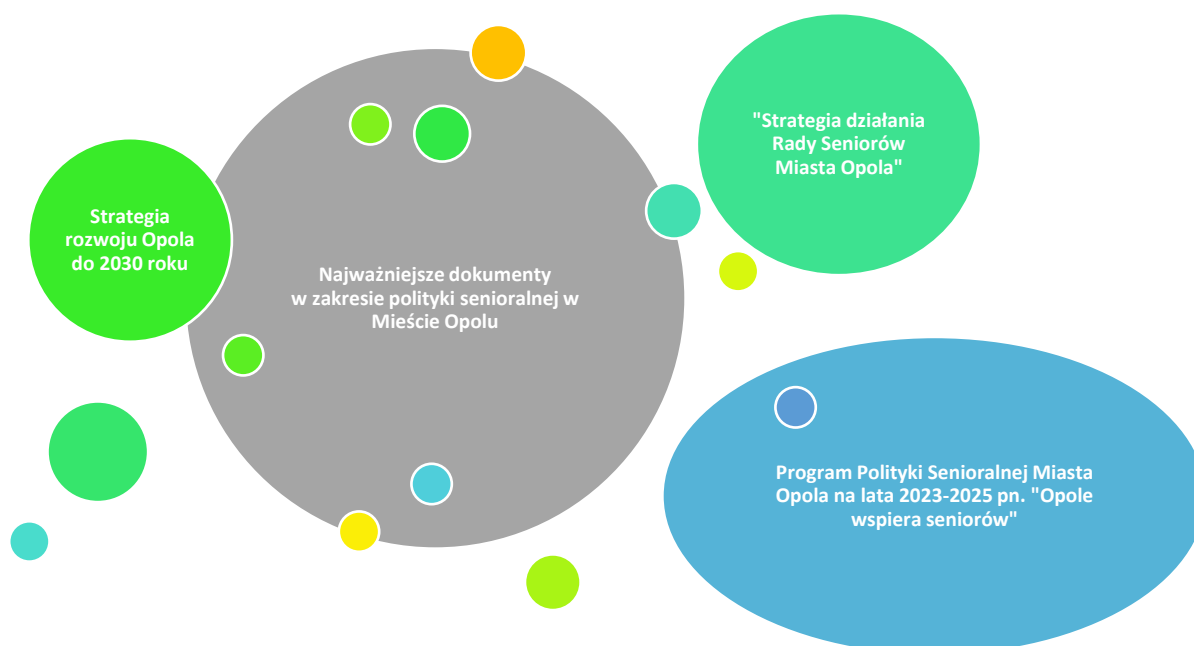 Strategia
rozwoju Opola
do 2030 roku
Najważniejsze dokumenty
w zakresie polityki senioralnej w
Mieście Opolu
"Strategia działania
Rady Seniorów
Miasta Opola"
Program Polityki Senioralnej Miasta
Opola na lata 2023-2025 pn. "Opole
wspiera seniorów"